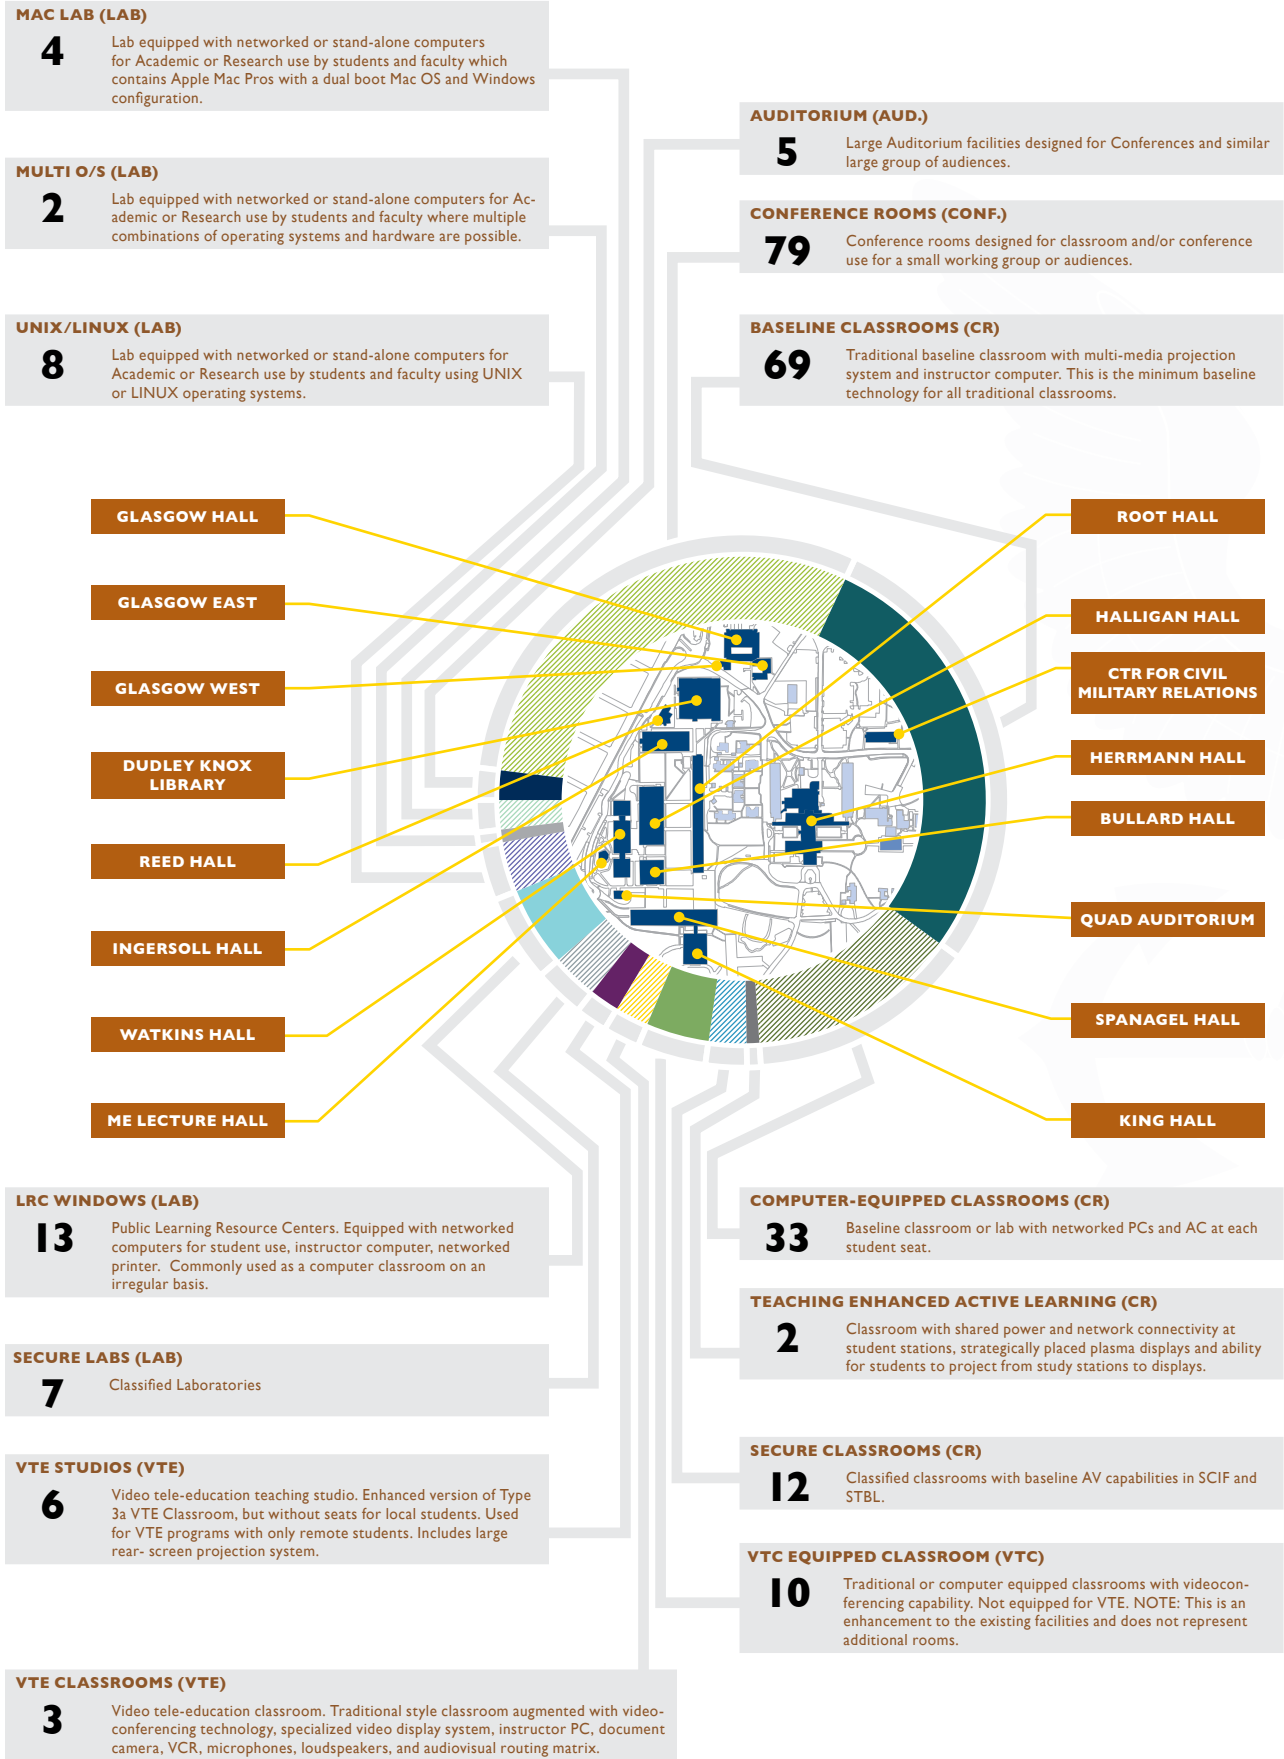 MAC LAB (LAB)
4
Lab equipped with networked or stand-alone computers
for Academic or Research use by students and faculty which
contains Apple Mac Pros with a dual boot Mac OS and Windows
configuration.
MULTI O/S (LAB)
2
Lab equipped with networked or stand-alone computers for Ac-
ademic or Research use by students and faculty where multiple
combinations of operating systems and hardware are possible.
UNIX/LINUX (LAB)
8
Lab equipped with networked or stand-alone computers for
Academic or Research use by students and faculty using UNIX
or LINUX operating systems.
AUDITORIUM (AUD.)
5
Large Auditorium facilities designed for Conferences and similar
large group of audiences.
CONFERENCE ROOMS (CONF.)
79
Conference rooms designed for classroom and/or conference
use for a small working group or audiences.
BASELINE CLASSROOMS (CR)
69
Traditional baseline classroom with multi-media projection
system and instructor computer. This is the minimum baseline
technology for all traditional classrooms.
GLASGOW HALL
GLASGOW EAST
GLASGOW WEST
DUDLEY KNOX
LIBRARY
REED HALL
INGERSOLL HALL
WATKINS HALL
ME LECTURE HALL
ROOT HALL
HALLIGAN HALL
CTR FOR CIVIL
MILITARY RELATIONS
HERRMANN HALL
BULLARD HALL
QUAD AUDITORIUM
SPANAGEL HALL
KING HALL
LRC WINDOWS (LAB)
13
Public Learning Resource Centers. Equipped with networked
computers for student use, instructor computer, networked
printer.  Commonly used as a computer classroom on an
irregular basis.
SECURE LABS (LAB)
7
Classified Laboratories
VTE STUDIOS (VTE)
6
Video tele-education teaching studio. Enhanced version of Type
3a VTE Classroom, but without seats for local students. Used
for VTE programs with only remote students. Includes large
rear- screen projection system.
VTE CLASSROOMS (VTE)
3
Video tele-education classroom. Traditional style classroom augmented with video-
conferencing technology, specialized video display system, instructor PC, document
camera, VCR, microphones, loudspeakers, and audiovisual routing matrix.
COMPUTER-EQUIPPED CLASSROOMS (CR)
33
Baseline classroom or lab with networked PCs and AC at each
student seat.
TEACHING ENHANCED ACTIVE LEARNING (CR)
2
Classroom with shared power and network connectivity at
student stations, strategically placed plasma displays and ability
for students to project from study stations to displays.
SECURE CLASSROOMS (CR)
12
Classified classrooms with baseline AV capabilities in SCIF and
STBL.
VTC EQUIPPED CLASSROOM (VTC)
10
Traditional or computer equipped classrooms with videocon-
ferencing capability. Not equipped for VTE. NOTE: This is an
enhancement to the existing facilities and does not represent
additional rooms.